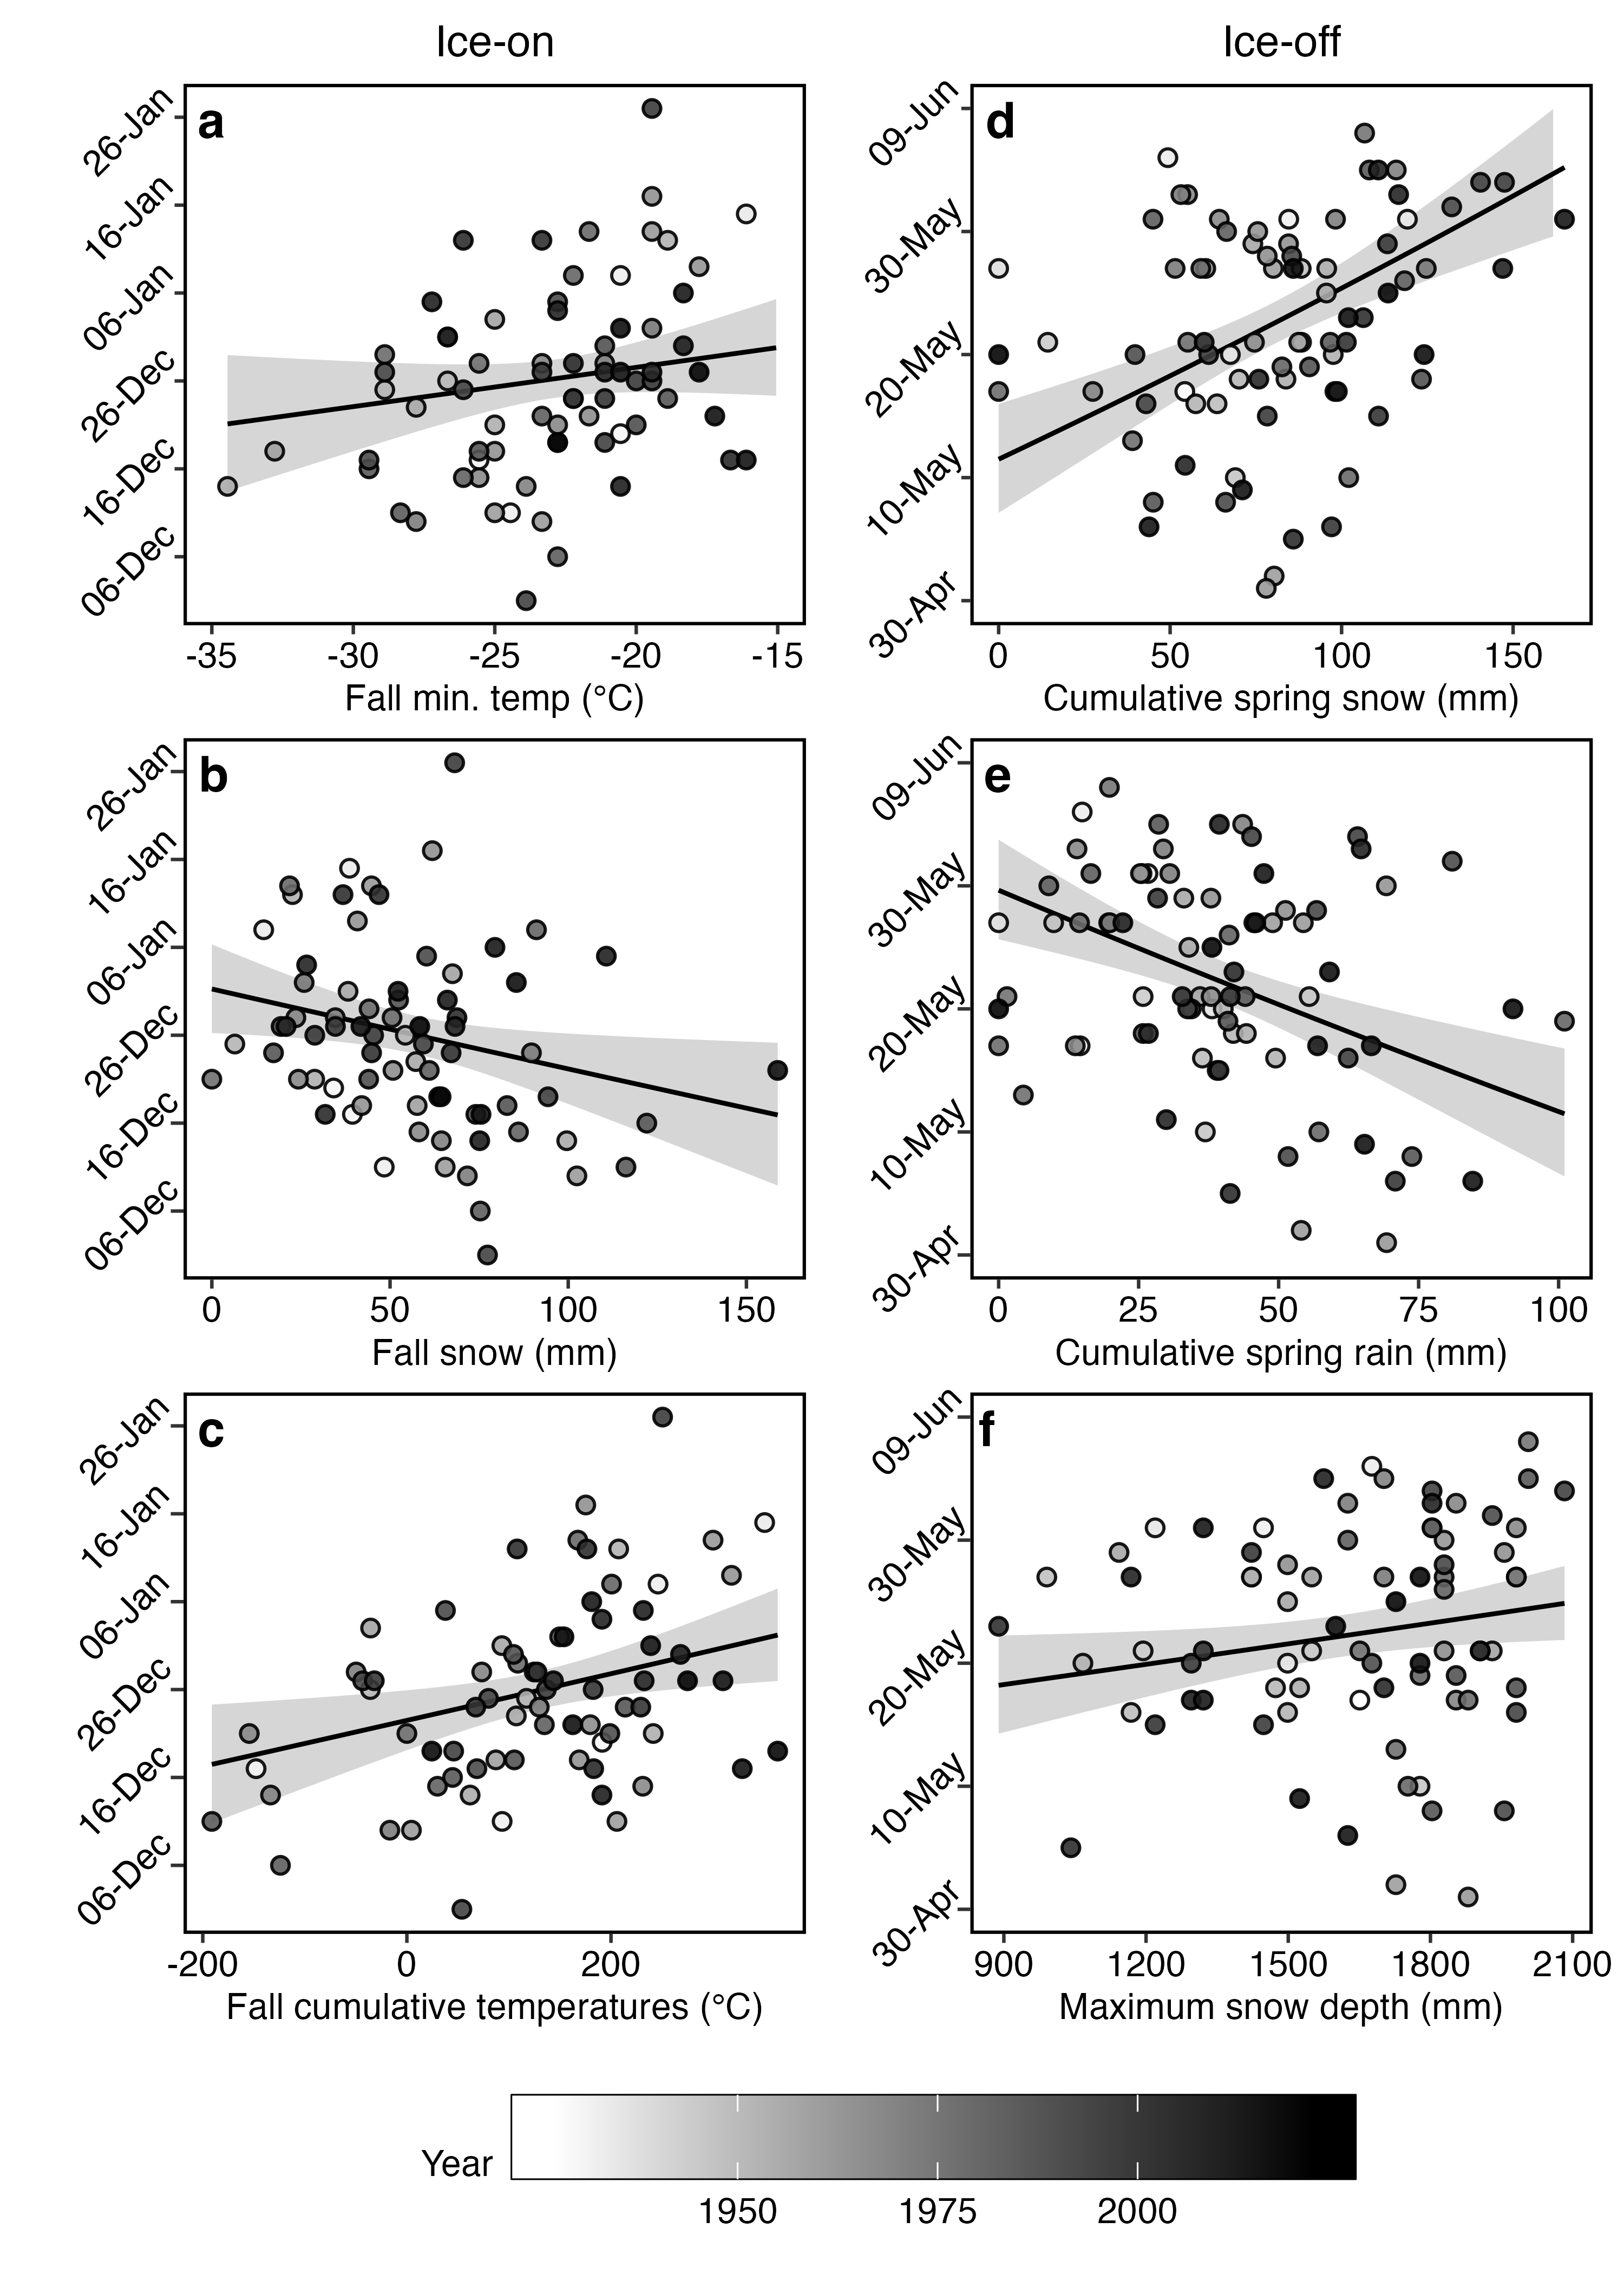 Ice-on
Ice-off
a
26-Jan
16-Jan
06-Jan
26-Dec
16-Dec
06-Dec
-35 -30 -25 -20 -15
Fall min. temp (°C)
d
09-Jun
30-May
20-May
10-May
30-Apr
0 50 100 150
Cumulative spring snow (mm)
b
26-Jan
16-Jan
06-Jan
26-Dec
16-Dec
06-Dec
0 50 100 150
Fall snow (mm)
e
09-Jun
30-May
20-May
10-May
30-Apr
0 25 50 75 100
Cumulative spring rain (mm)
c
26-Jan
16-Jan
06-Jan
26-Dec
16-Dec
06-Dec
-200 0 200
Fall cumulative temperatures (°C)
f
09-Jun
30-May
20-May
10-May
30-Apr
900 1200 1500 1800 2100
Maximum snow depth (mm)
Year
1950 1975 2000